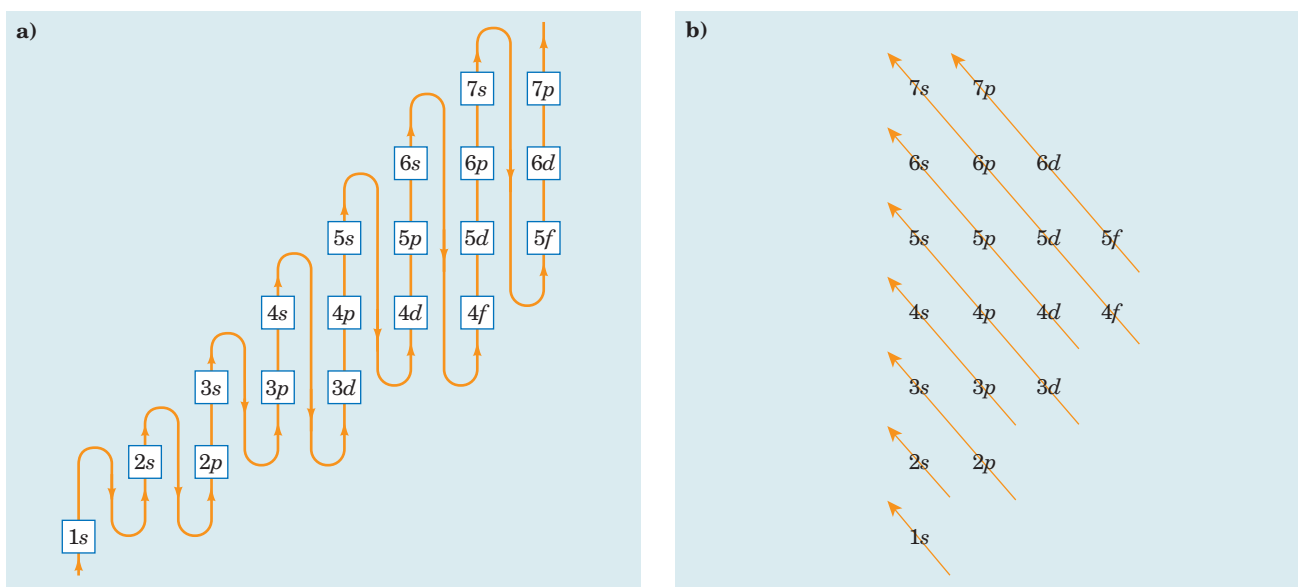 a)
7s 7p
6s 6p 6d
5s 5p 5d 5f
4s 4p 4d 4f
3s 3p 3d
2s 2p
1s
b)
7s 7p
6s 6p 6d
5s 5p 5d 5f
4s 4p 4d 4f
3s 3p 3d
2s 2p
1s